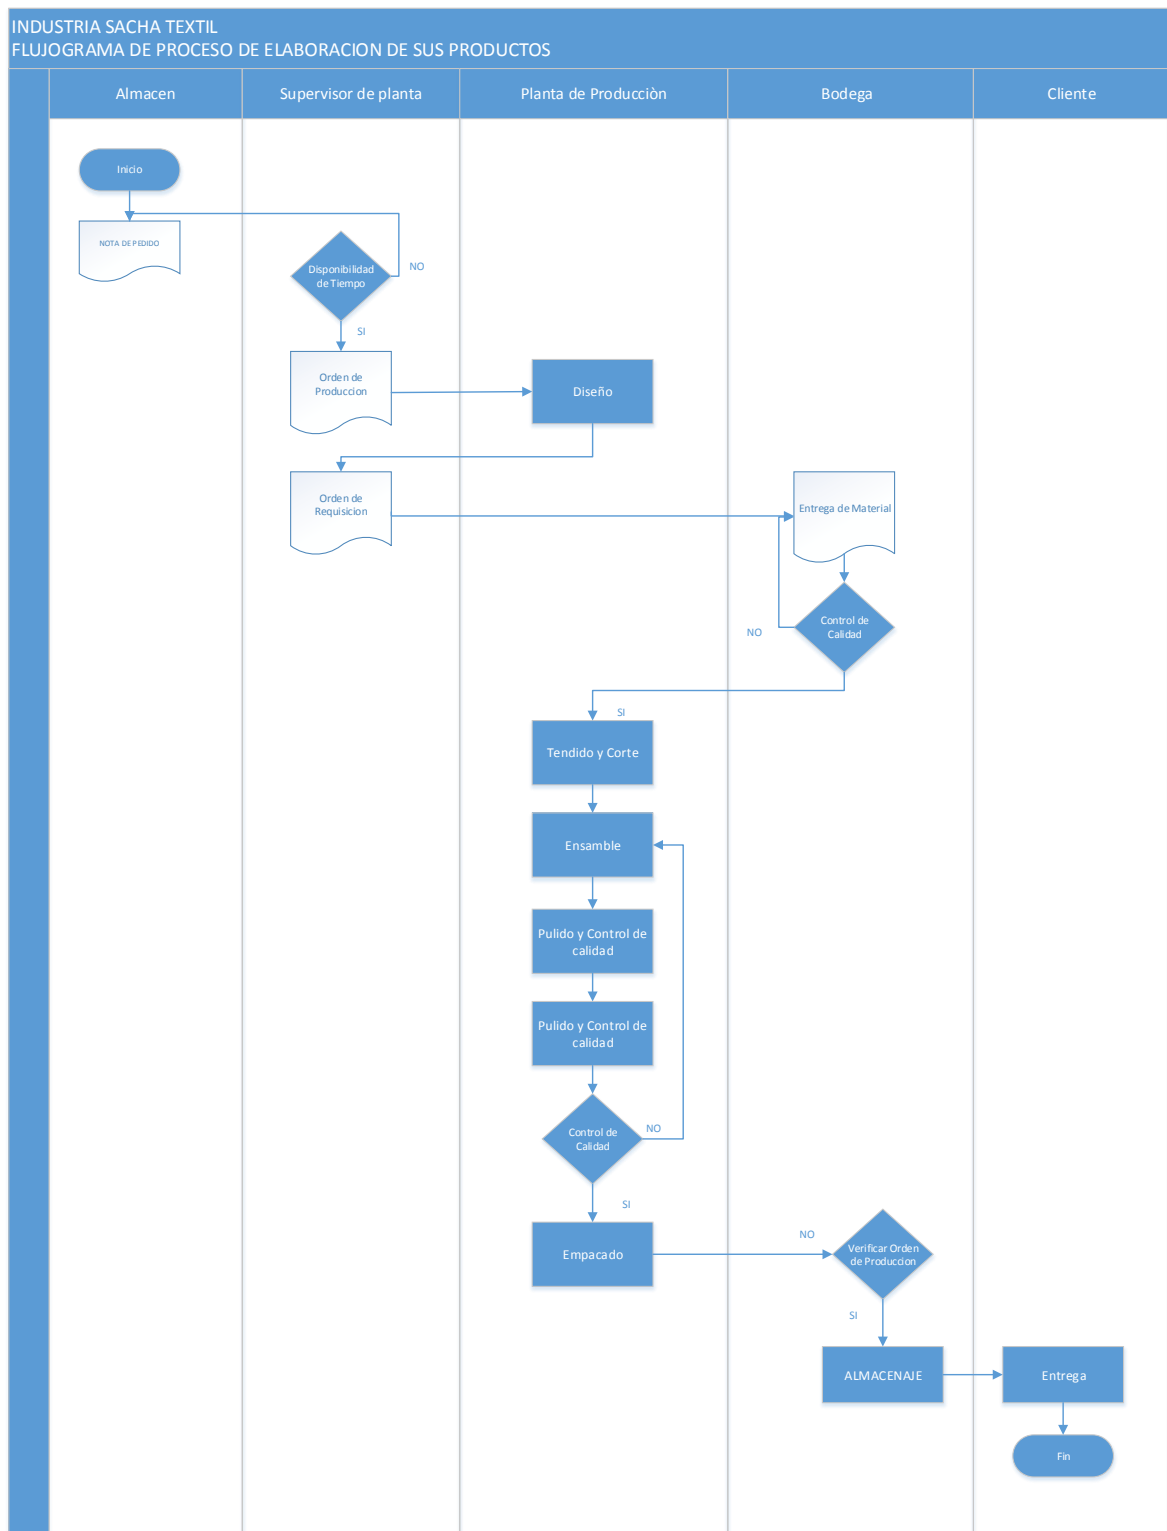 INDUSTRIA SACHA TEXTIL
FLUJOGRAMA DE PROCESO DE ELABORACION DE SUS PRODUCTOS
Almacen
Supervisor de planta
Planta de Producciòn
Bodega
Cliente
Inicio
NOTA DE PEDIDO
Disponibilidad
de Tiempo
NO
SI
Orden de
Produccion
Diseño
Orden de
Requisicion
Entrega de Material
Control de
Calidad
NO
SI
Tendido y Corte
Ensamble
Pulido y Control de
calidad
Pulido y Control de
calidad
Control de
Calidad
NO
SI
Empacado
NO
Verificar Orden
de Produccion
SI
ALMACENAJE
Entrega
Fin